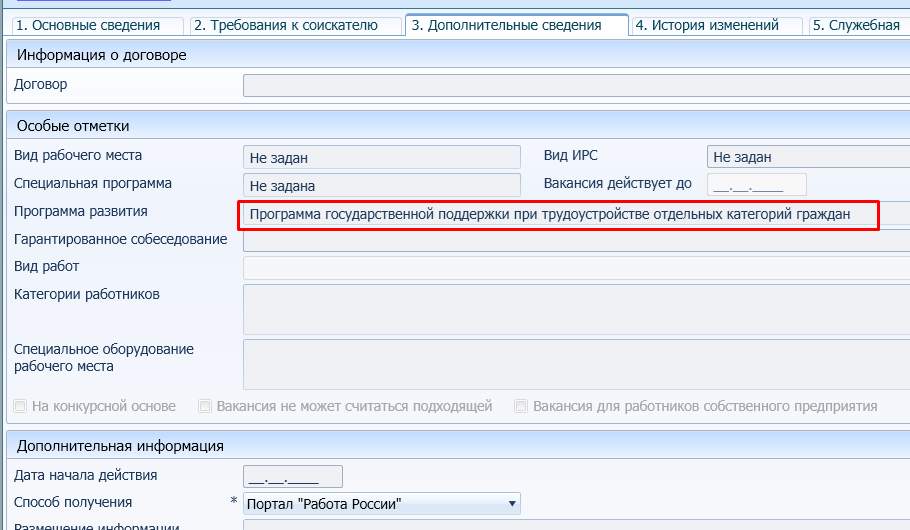 1. Основные сведения 2. Требования к соискателю 3. Дополнительные сведения 4. История изменений 5. Служебная
Информация о договоре
Договор
Особые отметки
Вид рабочего места Не задан Вид ИРС Не задан
Специальная программа Не задана Вакансия действует до __.__.____
Программа развития Программа государственной поддержки при трудоустройстве отдельных категорий граждан
Гарантированное собеседование
Вид работ
Категории работников
Специальное оборудование
рабочего места
На конкурсной основе Вакансия не может считаться подходящей Вакансия для работников собственного предприятия
Дополнительная информация
Дата начала действия __.__.____
Способ получения * Портал "Работа России"
Размещение информации